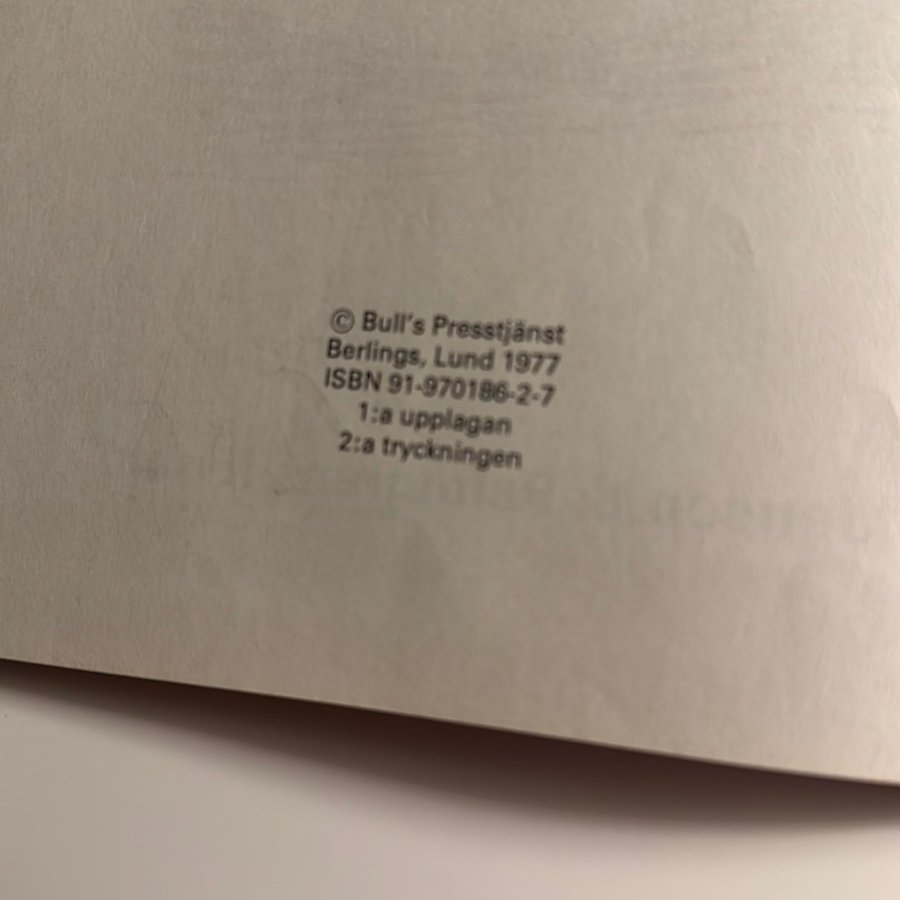 © Bull's Presstjänst
Berlings, Lund 1977
ISBN 91-970186-2-7
1:a upplagan
2:a tryckningen